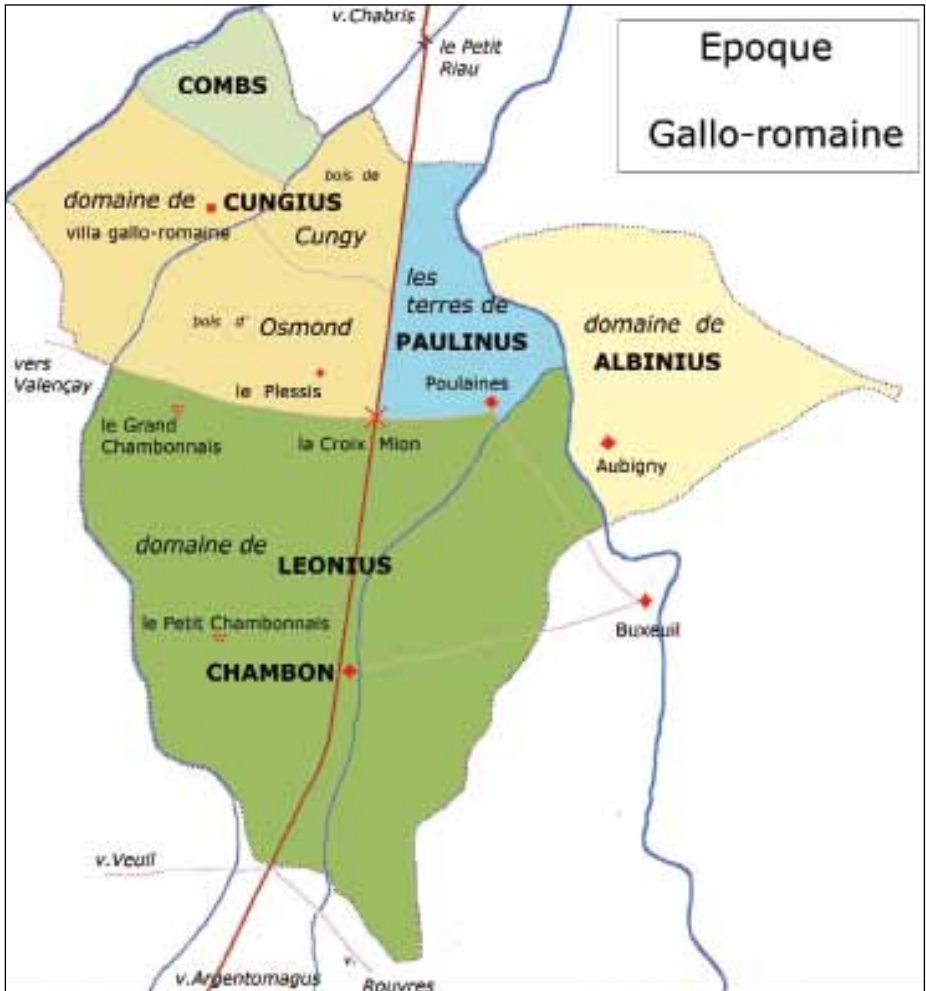 v.Chabris
le Petit
Riau
Epoque
Gallo-romaine
COMBS
bois de
domaine de CUNGIUS
villa gallo-romaine
Cungy
les
terres de
PAULINUS
bois d' Osmond
domaine de
ALBINIUS
vers
Valençay
le Plessis
Poulaines
le Grand
Chambonnais
la Croix Mion
Aubigny
domaine de
LEONIUS
le Petit Chambonnais
Buxeuil
CHAMBON
v.Veuil
v.Argentomagus
v.
Rouvres